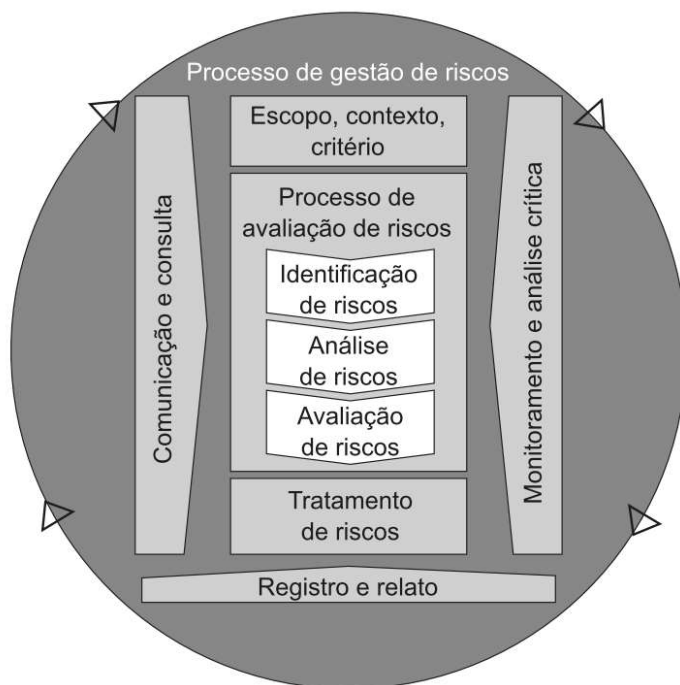 Processo de gestão de riscos
Escopo, contexto,
critério
Processo de
avaliação de riscos
Identificação
de riscos
Análise
de riscos
Avaliação
de riscos
Tratamento
de riscos
Comunicação e consulta
Monitoramento e análise crítica
Registro e relato